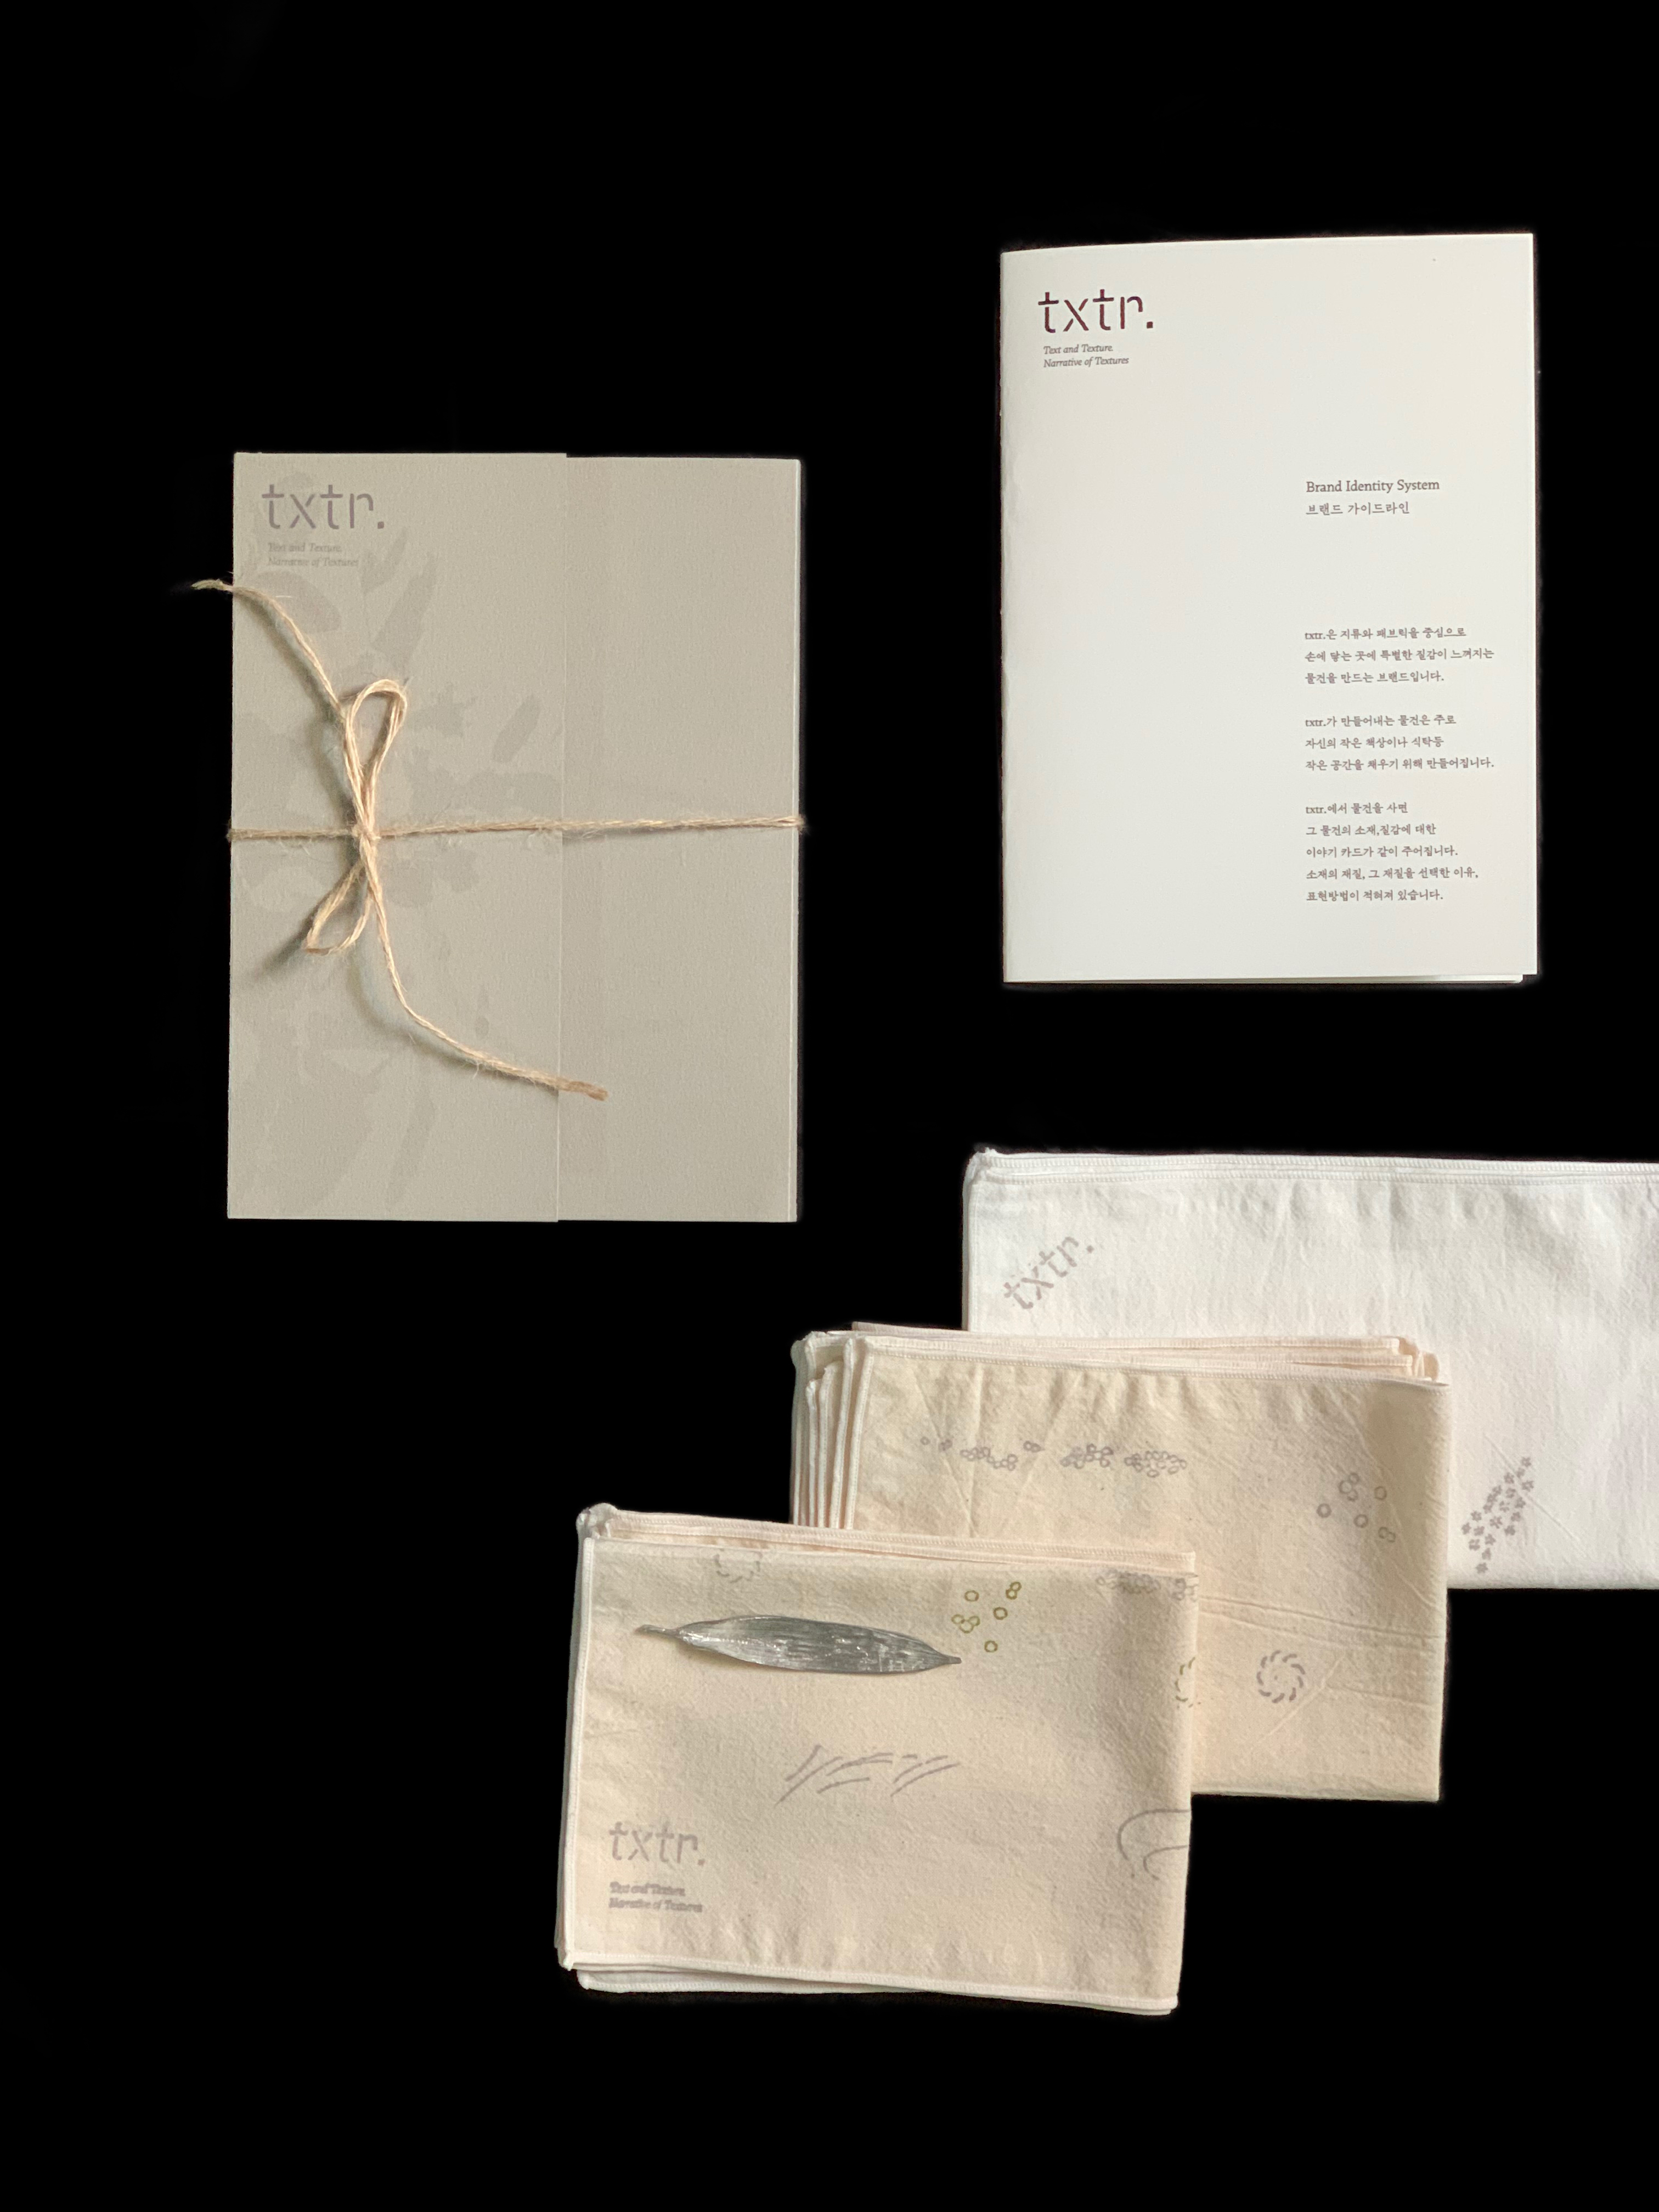 txtr.
Text and Texture.
Narrative of Textures
txtr.
Text and Texture.
Narrative of Textures
Brand Identity System
브랜드 가이드라인
txtr.은 지류와 패브릭을 중심으로
손에 닿는 곳에 특별한 질감이 느껴지는
물건을 만드는 브랜드입니다.
txtr.가 만들어내는 물건은 주로
자신의 작은 책상이나 식탁등
작은 공간을 채우기 위해 만들어집니다.
txtr.에서 물건을 사면
그 물건의 소재,질감에 대한
이야기 카드가 같이 주어집니다.
소재의 재질, 그 재질을 선택한 이유,
표현방법이 적혀져 있습니다.
txtr.
txtr.
Text and Texture.
Narrative of Textures